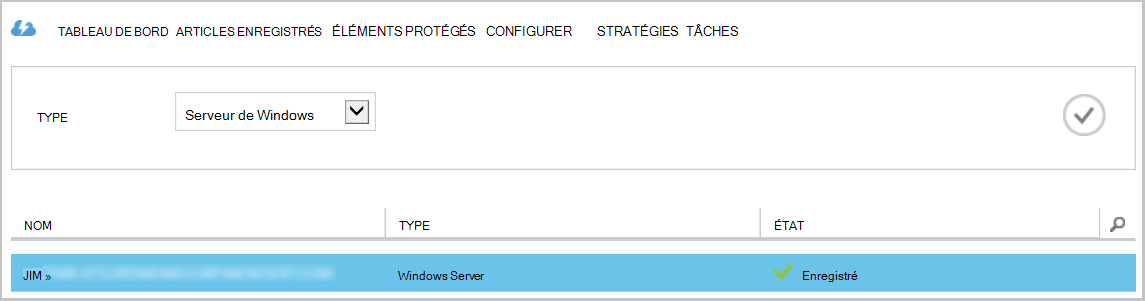 TABLEAU DE BORD ARTICLES ENREGISTRÉS ÉLÉMENTS PROTÉGÉS CONFIGURER STRATÉGIES TÂCHES
TYPE Serveur de Windows
NOM TYPE ÉTAT
JIM » Windows Server Enregistré